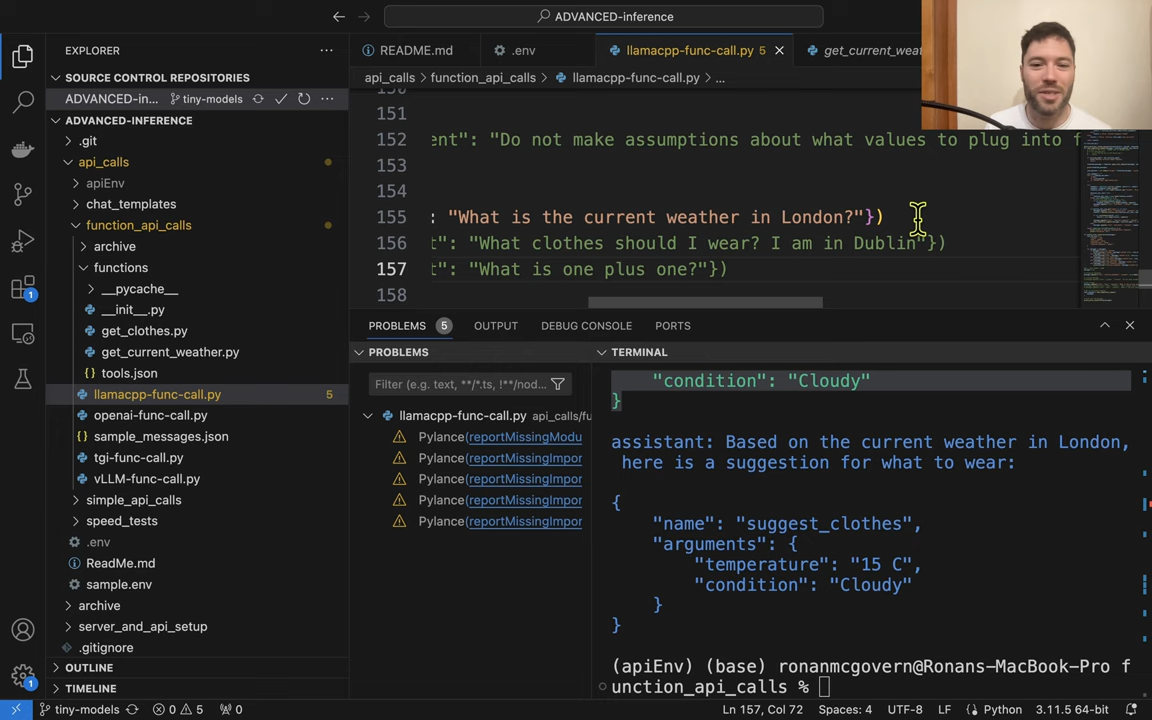 ADVANCED-inference
EXPLORER
README.md
.env
llamacpp-func-call.py 5
get_current_weat
SOURCE CONTROL REPOSITORIES
ADVANCED-in... tiny-models
ADVANCED-INFERENCE
.git
api_calls
apiEnv
chat_templates
function_api_calls
archive
functions
__pycache__
__init__.py
get_clothes.py
get_current_weather.py
tools.json
llamacpp-func-call.py 5
openai-func-call.py
sample_messages.json
tgi-func-call.py
vLLM-func-call.py
simple_api_calls
speed_tests
.env
ReadMe.md
sample.env
archive
server_and_api_setup
.gitignore
OUTLINE
TIMELINE
api_calls > function_api_calls > llamacpp-func-call.py > ...
150
151
152 ent": "Do not make assumptions about what values to plug into f
153
154
155 : "What is the current weather in London?"})
156 t": "What clothes should I wear? I am in Dublin"})
157 t": "What is one plus one?"})
158
PROBLEMS 5 OUTPUT DEBUG CONSOLE PORTS
PROBLEMS
Filter (e.g. text, **/*.ts, !**/nod...
llamacpp-func-call.py api_calls/fu
Pylance(reportMissingModu
Pylance(reportMissingImpor
Pylance(reportMissingImpor
Pylance(reportMissingImpor
Pylance(reportMissingImpor
TERMINAL
"condition": "Cloudy"
}
assistant: Based on the current weather in London,
here is a suggestion for what to wear:
{
"name": "suggest_clothes",
"arguments": {
"temperature": "15 C",
"condition": "Cloudy"
}
}
(apiEnv) (base) ronanmcgovern@Ronans-MacBook-Pro f
unction_api_calls %
1
1
tiny-models 0 5 0
Ln 157, Col 72 Spaces: 4 UTF-8 LF Python 3.11.5 64-bit